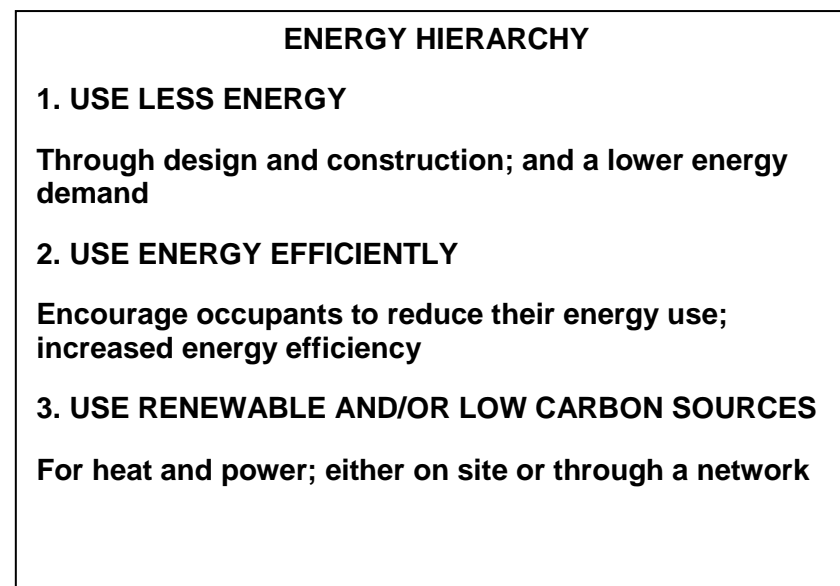 ENERGY HIERARCHY
1. USE LESS ENERGY
Through design and construction; and a lower energy
demand
2. USE ENERGY EFFICIENTLY
Encourage occupants to reduce their energy use;
increased energy efficiency
3. USE RENEWABLE AND/OR LOW CARBON SOURCES
For heat and power; either on site or through a network